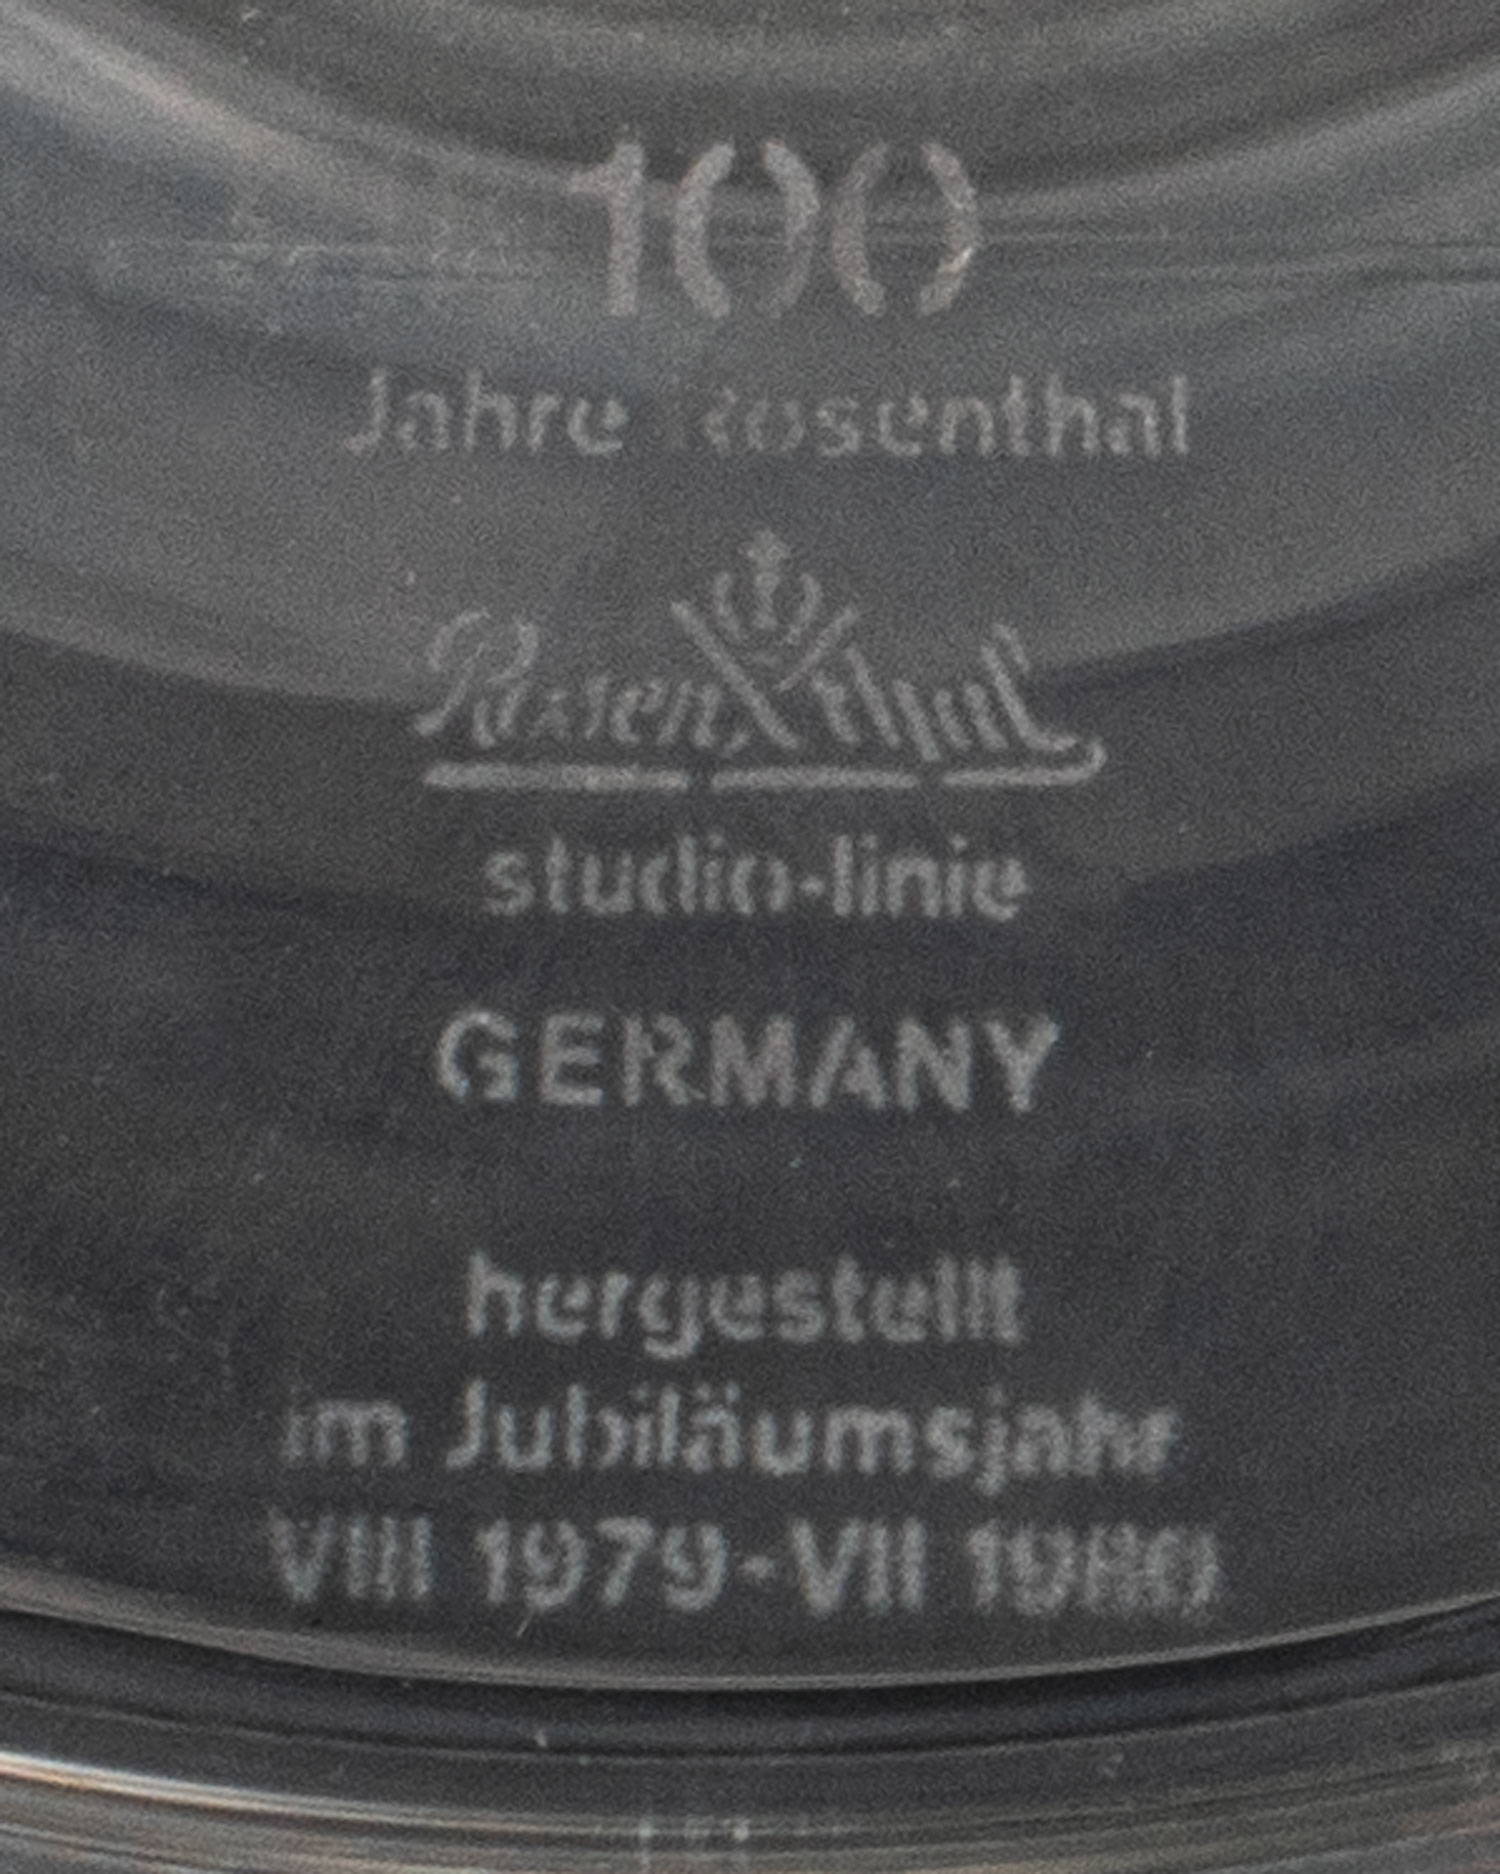 100
Jahre Rosenthal
Rosenthal
studio-linie
GERMANY
hergestellt
im Jubiläumsjahr
VIII 1979-VII 1980